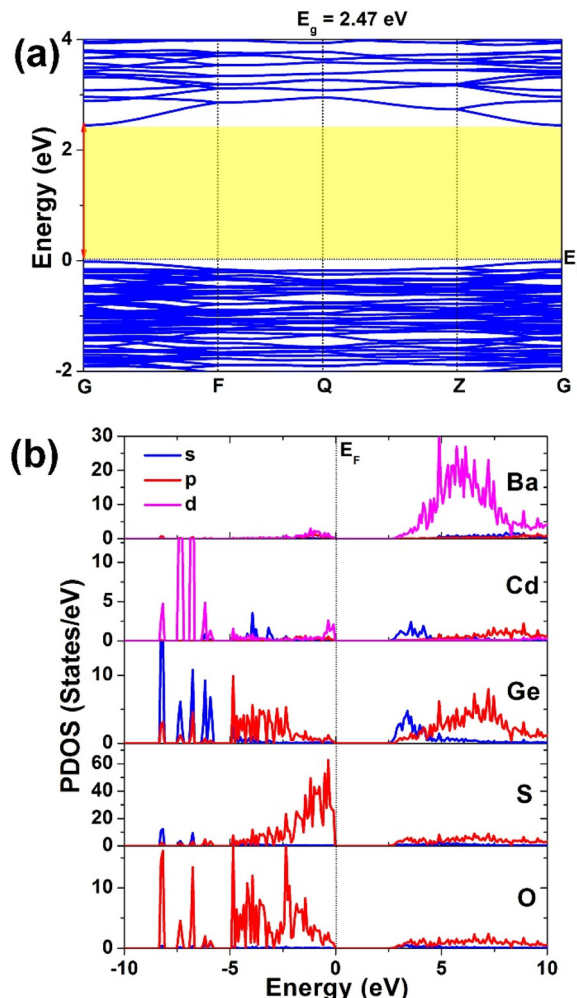 E_g = 2.47 eV
(a)
4
2
0
-2
Energy (eV)
E
G F Q Z G
(b)
s
p
d
E_F
Ba
30
20
10
0
Cd
5
0
Ge
10
5
0
S
60
40
20
0
O
10
0
PDOS (States/eV)
-10 -5 0 5 10
Energy (eV)